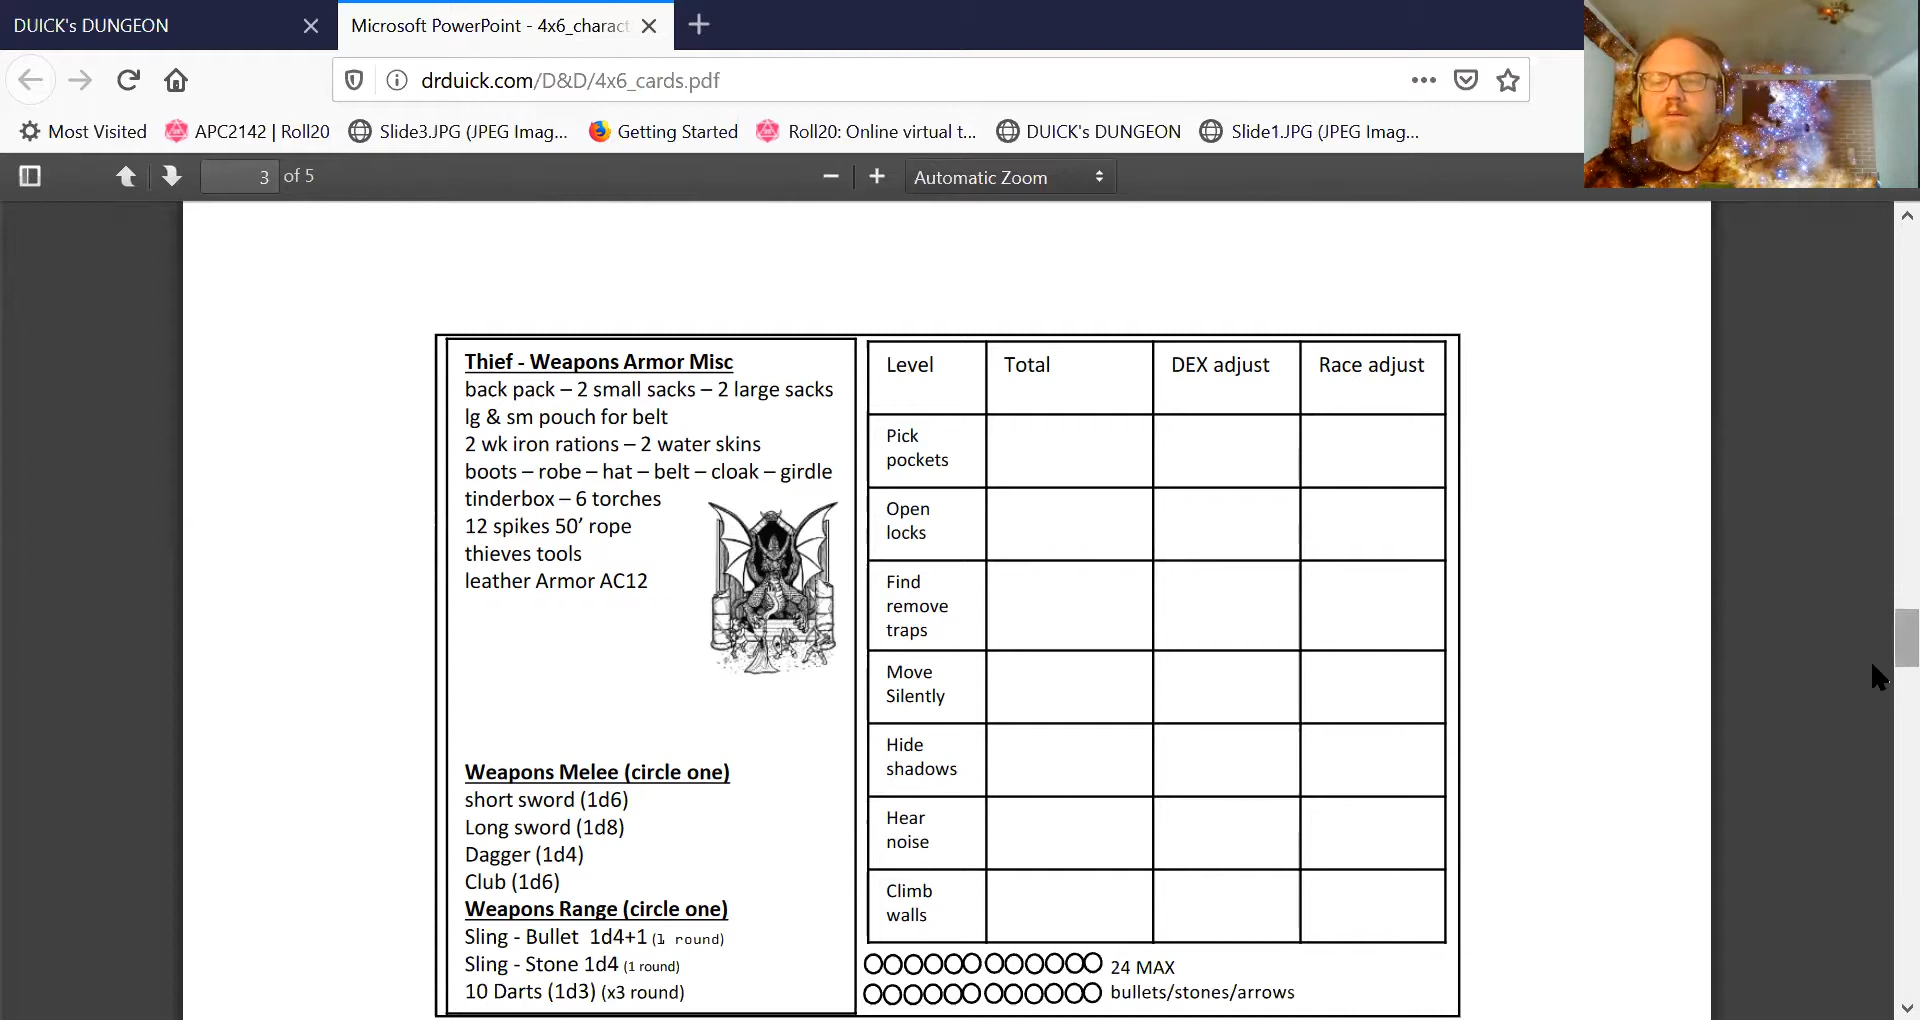 DUICK's DUNGEON
Microsoft PowerPoint - 4x6_charact
drduick.com/D&D/4x6_cards.pdf
Most Visited APC2142 | Roll20 Slide3.JPG (JPEG Imag... Getting Started Roll20: Online virtual t... DUICK's DUNGEON Slide1.JPG (JPEG Imag...
3 of 5 Automatic Zoom
Thief - Weapons Armor Misc
back pack – 2 small sacks – 2 large sacks
lg & sm pouch for belt
2 wk iron rations – 2 water skins
boots – robe – hat – belt – cloak – girdle
tinderbox – 6 torches
12 spikes 50’ rope
thieves tools
leather Armor AC12
Weapons Melee (circle one)
short sword (1d6)
Long sword (1d8)
Dagger (1d4)
Club (1d6)
Weapons Range (circle one)
Sling - Bullet 1d4+1 (1 round)
Sling - Stone 1d4 (1 round)
10 Darts (1d3) (x3 round)
Level Total DEX adjust Race adjust
Pick
pockets
Open
locks
Find
remove
traps
Move
Silently
Hide
shadows
Hear
noise
Climb
walls
24 MAX
bullets/stones/arrows